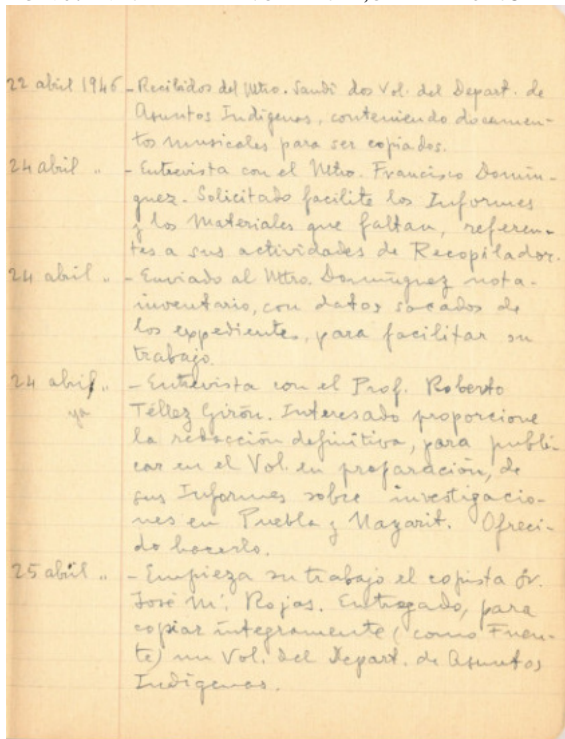 22 abril 1946 - Recibidos del Mtro. Sandi dos Vol. del Depart. de
Asuntos Indígenas, conteniendo documen-
tos musicales para ser copiados.
24 abril " - Entrevista con el Mtro. Francisco Domín-
guez. Solicitado facilite los Informes
y los Materiales que faltan, referen-
tes a sus actividades de Recopilador.
24 abril " - Enviado al Mtro. Domínguez nota-
inventario, con datos sacados de
los expedientes, para facilitar su
trabajo.
24 abril " - Entrevista con el Prof. Roberto
ya Téllez Girón. Interesado proporcione
la redacción definitiva, para publi-
car en el Vol. en preparación, de
sus Informes sobre investigacio-
nes en Puebla y Nayarit. Ofreci-
do hacerlo.
25 abril " - Empieza su trabajo el copista Sr.
José Mª. Rojas. Entregado, para
copiar íntegramente (como Fuen-
te) un Vol. del Depart. de Asuntos
Indígenas.